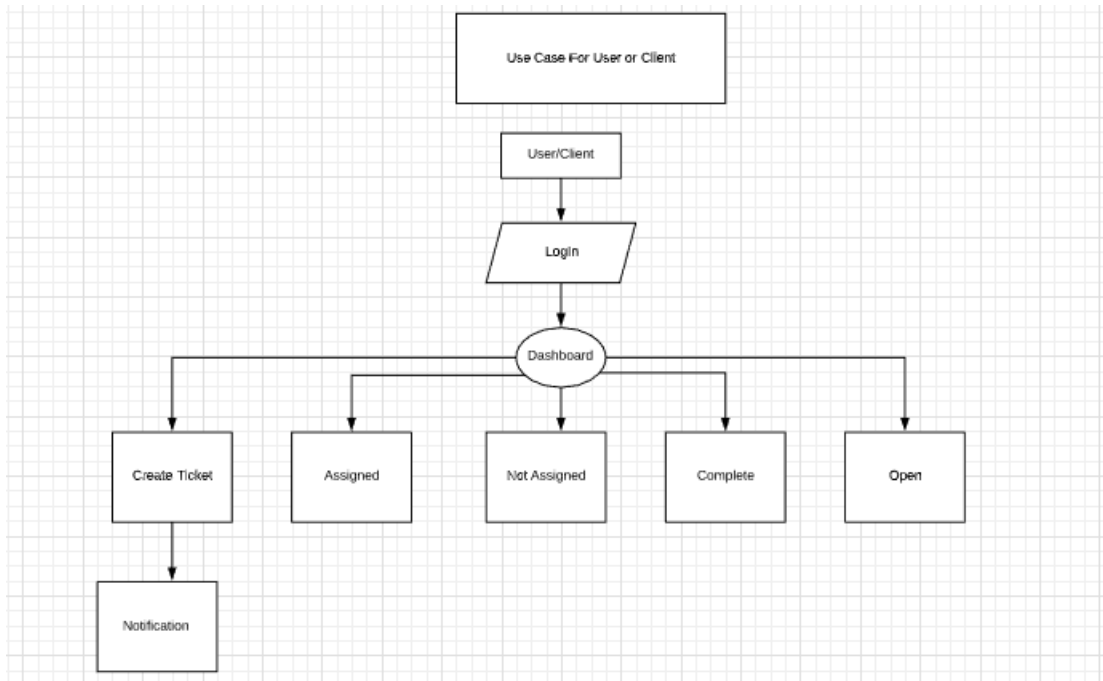 Use Case For User or Client
User/Client
Login
Dashboard
Create Ticket
Assigned
Not Assigned
Complete
Open
Notification